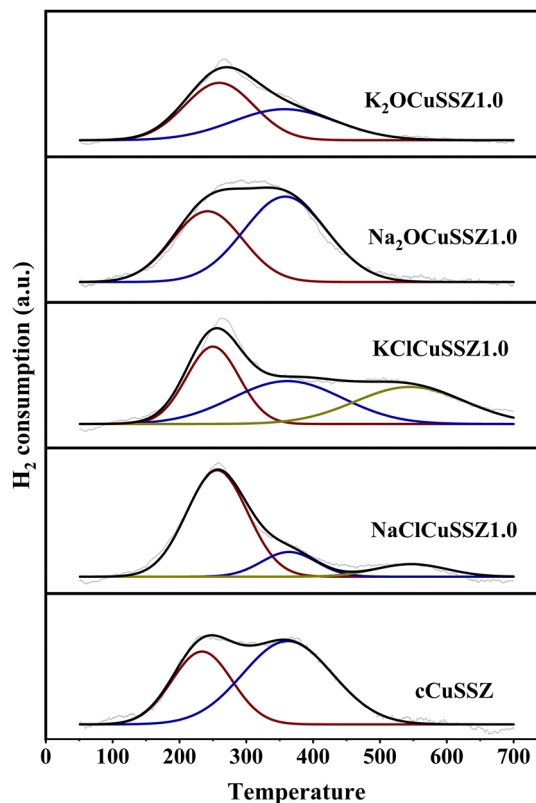 K₂OCuSSZ1.0
Na₂OCuSSZ1.0
KClCuSSZ1.0
NaClCuSSZ1.0
cCuSSZ
H₂ consumption (a.u.)
0 100 200 300 400 500 600 700
Temperature